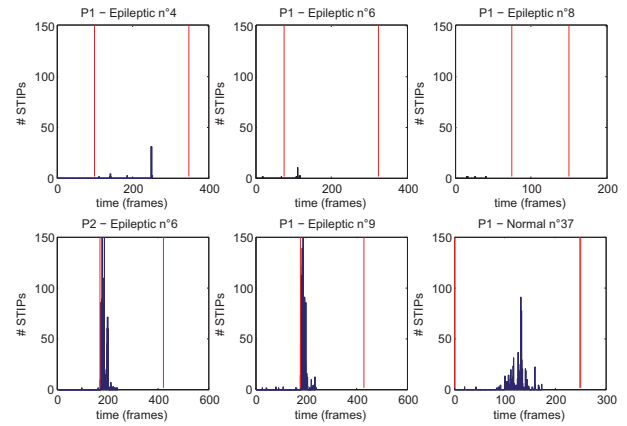 P1 − Epileptic n°4
150
100
50
0
# STIPs
0 200 400
time (frames)
P1 − Epileptic n°6
150
100
50
0
# STIPs
0 200 400
time (frames)
P1 − Epileptic n°8
150
100
50
0
# STIPs
0 100 200
time (frames)
P2 − Epileptic n°6
150
100
50
0
# STIPs
0 200 400 600
time (frames)
P1 − Epileptic n°9
150
100
50
0
# STIPs
0 200 400 600
time (frames)
P1 − Normal n°37
150
100
50
0
# STIPs
0 100 200 300
time (frames)